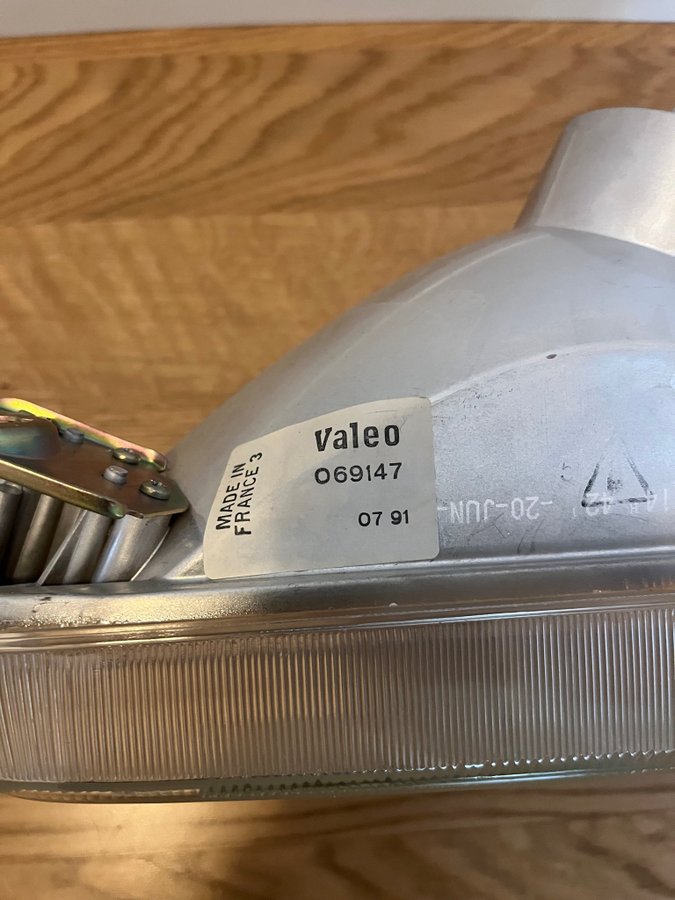 Valeo
069147
07 91
MADE IN
FRANCE 3
-20-JUN-